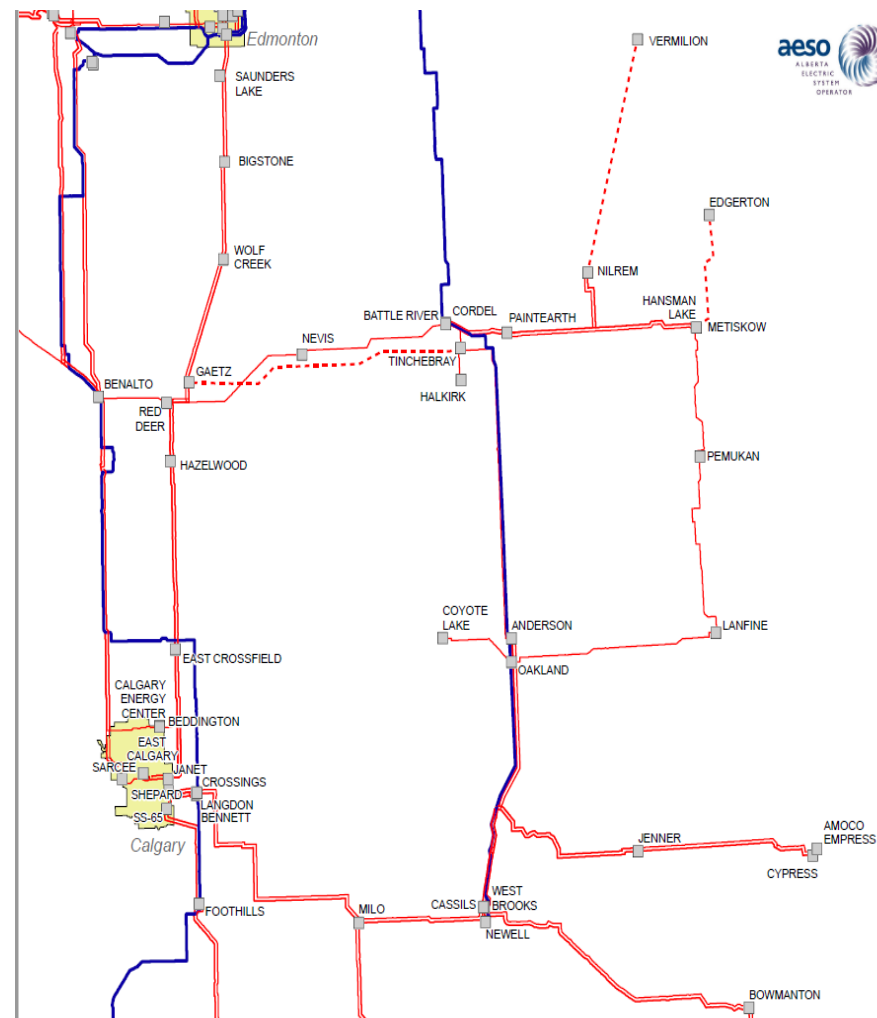 Edmonton
VERMILION
aeso
ALBERTA
ELECTRIC
SYSTEM
OPERATOR
SAUNDERS
LAKE
BIGSTONE
EDGERTON
WOLF
CREEK
NILREM
HANSMAN
LAKE
BATTLE RIVER
CORDEL
PAINTEARTH
METISKOW
NEVIS
TINCHEBRAY
GAETZ
HALKIRK
BENALTO
RED
DEER
HAZELWOOD
PEMUKAN
COYOTE
LAKE
ANDERSON
LANFINE
EAST CROSSFIELD
OAKLAND
CALGARY
ENERGY
CENTER
BEDDINGTON
EAST
CALGARY
SARCEE
JANET
CROSSINGS
SHEPARD
LANGDON
BENNETT
SS-65
Calgary
JENNER
AMOCO
EMPRESS
CYPRESS
WEST
BROOKS
CASSILS
FOOTHILLS
MILO
NEWELL
BOWMANTON